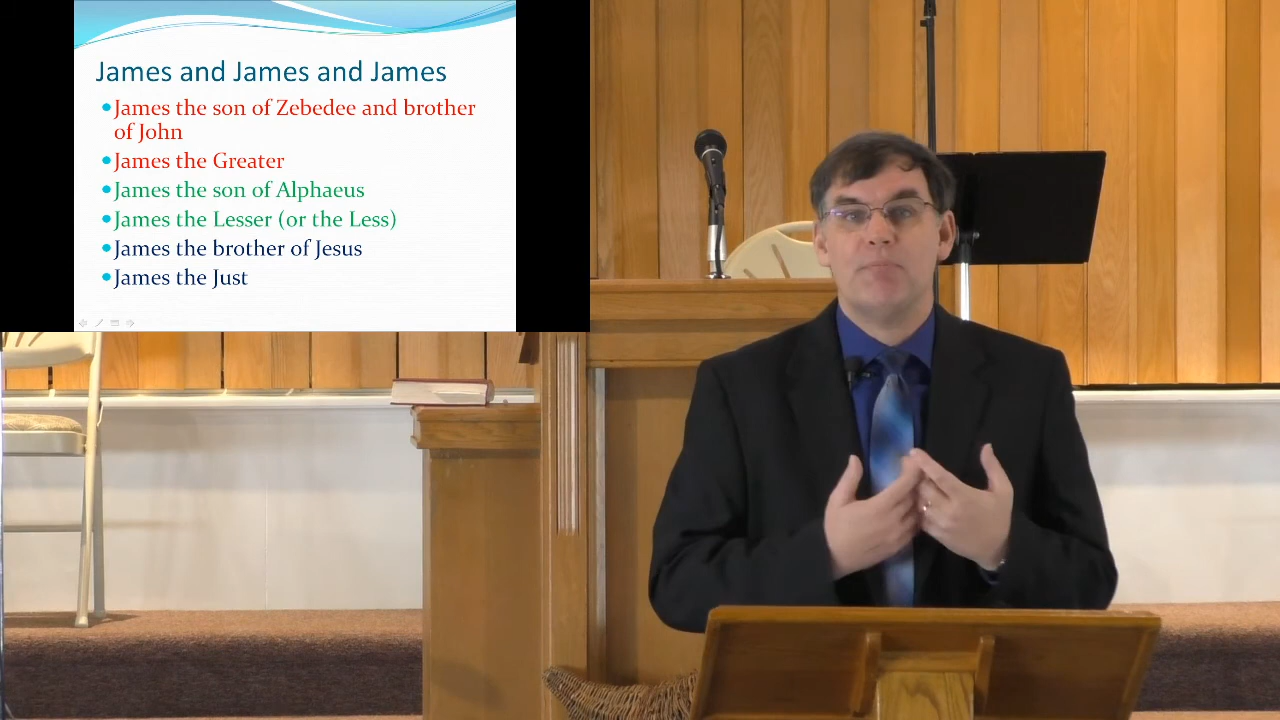 James and James and James
James the son of Zebedee and brother
of John
James the Greater
James the son of Alphaeus
James the Lesser (or the Less)
James the brother of Jesus
James the Just